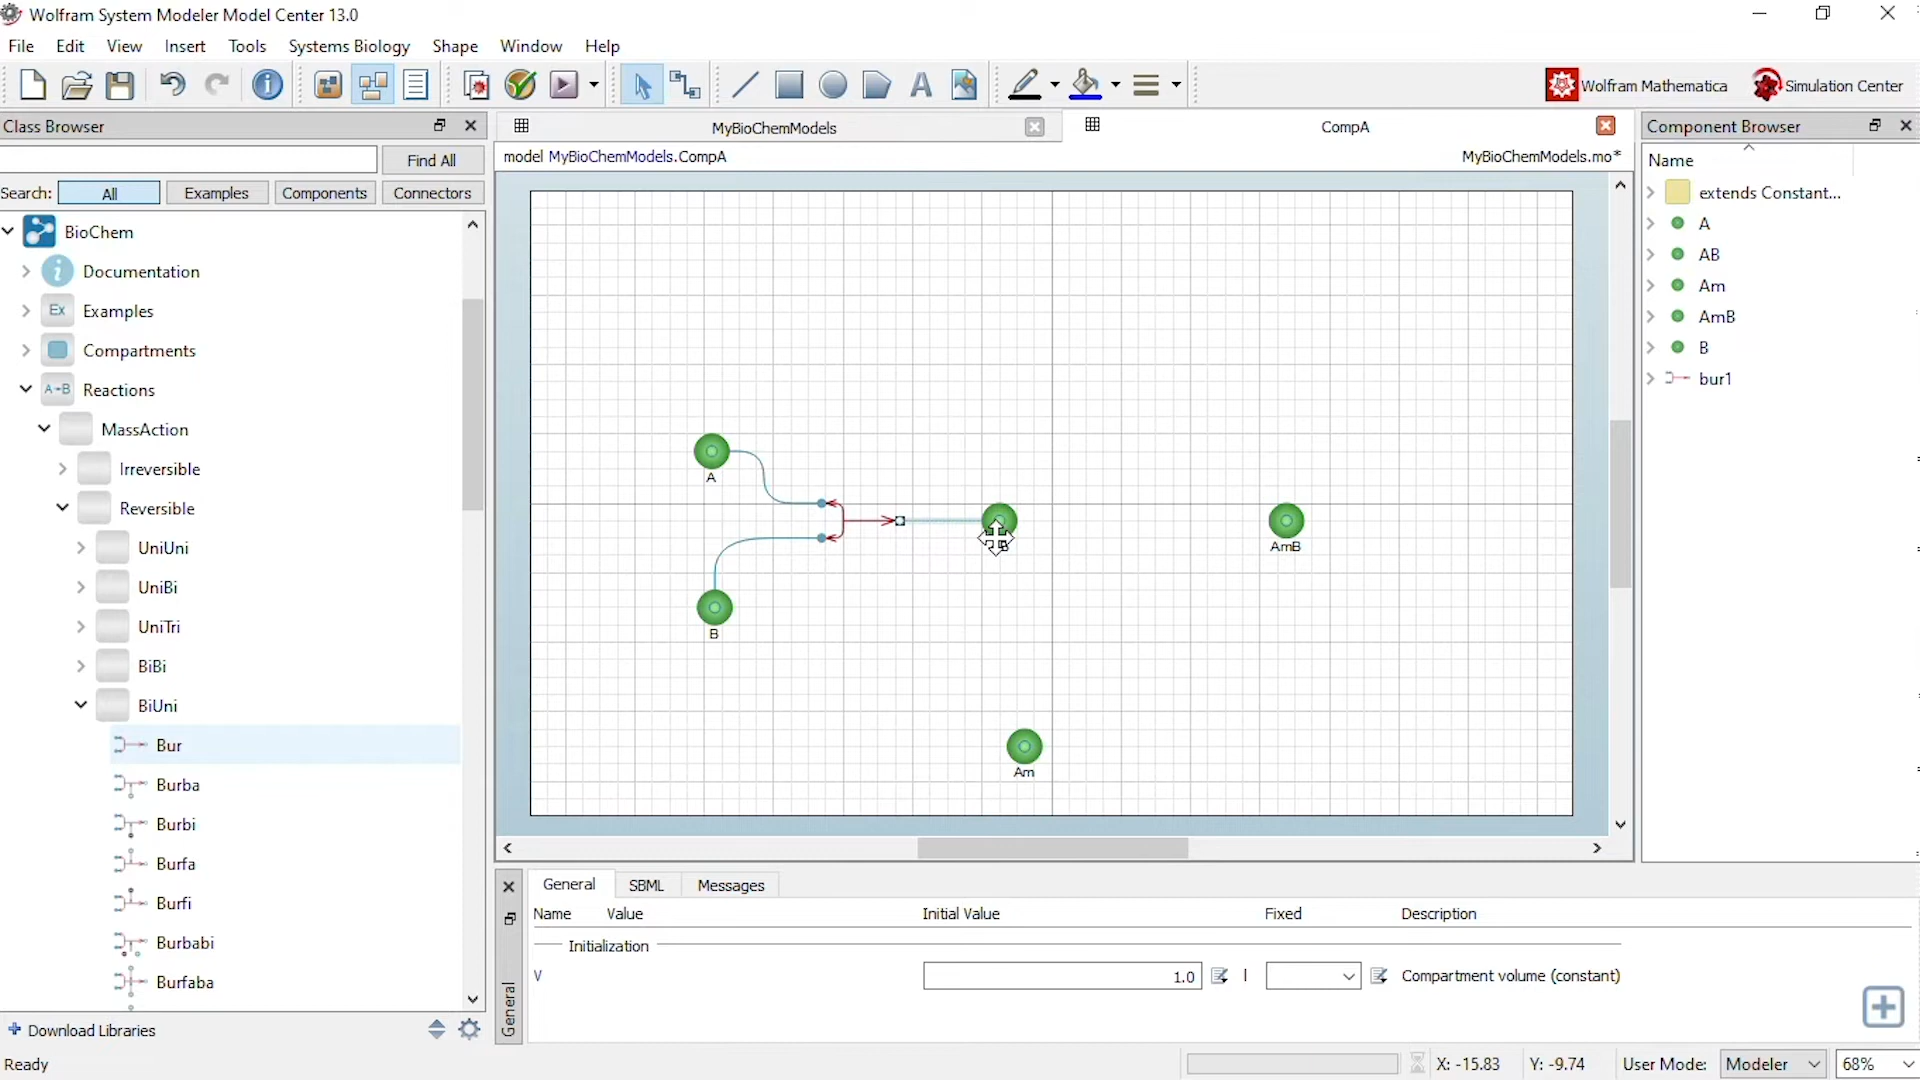 Wolfram System Modeler Model Center 13.0
File Edit View Insert Tools Systems Biology Shape Window Help
Wolfram Mathematica Simulation Center
Class Browser
Find All
Search: All Examples Components Connectors
BioChem
Documentation
Ex Examples
Compartments
A→B Reactions
MassAction
Irreversible
Reversible
UniUni
UniBi
UniTri
BiBi
BiUni
Bur
Burba
Burbi
Burfa
Burfi
Burbabi
Burfaba
Download Libraries
Ready
MyBioChemModels CompA
model MyBioChemModels.CompA MyBioChemModels.mo*
A
B
AmB
Am
Component Browser
Name
extends Constant...
A
AB
Am
AmB
B
bur1
General SBML Messages
Name Value Initial Value Fixed Description
Initialization
V 1.0 l Compartment volume (constant)
General
X: -15.83 Y: -9.74 User Mode: Modeler 68%